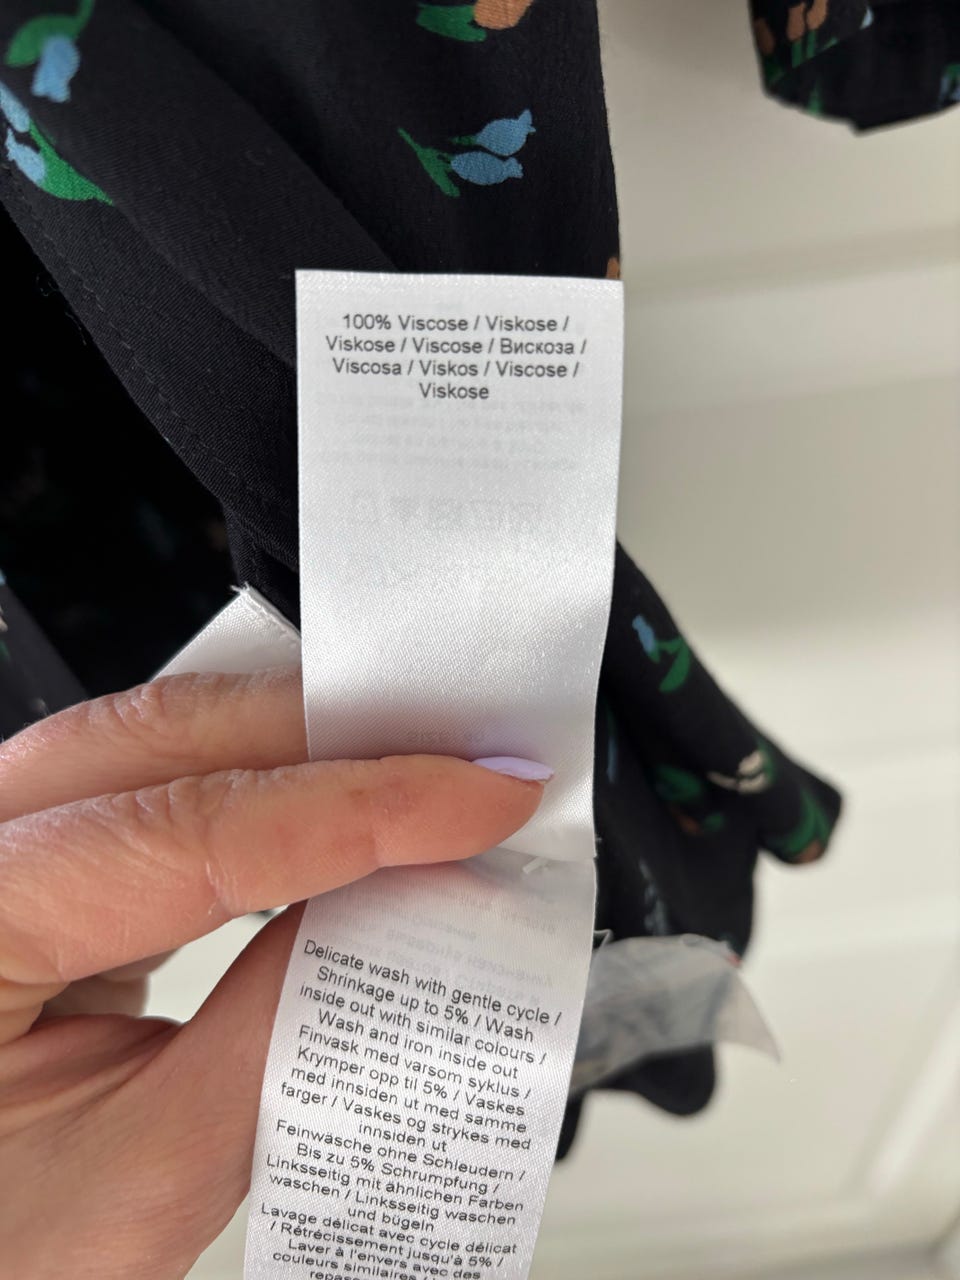 100% Viscose / Viskose /
Viskose / Viscose / Вискоза /
Viscosa / Viskos / Viscose /
Viskose
Delicate wash with gentle cycle /
Shrinkage up to 5% / Wash
inside out with similar colours /
Wash and iron inside out
Finvask med varsom syklus /
Krymper opp til 5% / Vaskes
med innsiden ut med samme
farger / Vaskes og strykes med
innsiden ut
Feinwäsche ohne Schleudern /
Bis zu 5% Schrumpfung /
Linksseitig mit ähnlichen Farben
waschen / Linksseitig waschen
und bügeln
Lavage délicat avec cycle délicat
/ Rétrécissement jusqu'à 5% /
Laver à l'envers avec des
couleurs similaires /